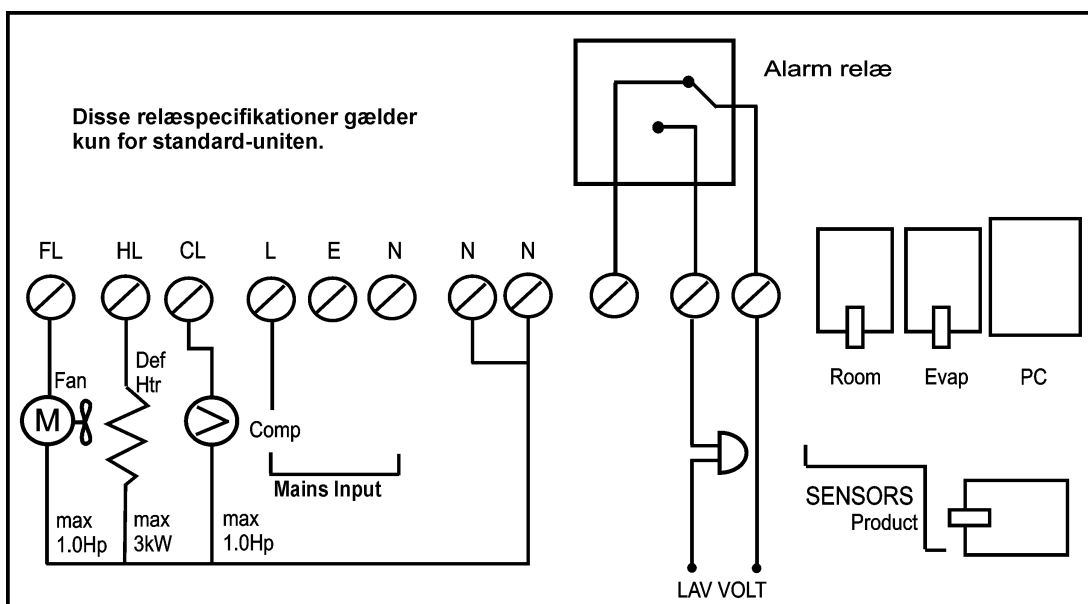 Alarm relæ
Disse relæspecifikationer gælder
kun for standard-uniten.
FL HL CL L E N N N
Fan
Def
Htr
M
Comp
Mains Input
max
1.0Hp
max
3kW
max
1.0Hp
LAV VOLT
Room Evap PC
SENSORS
Product